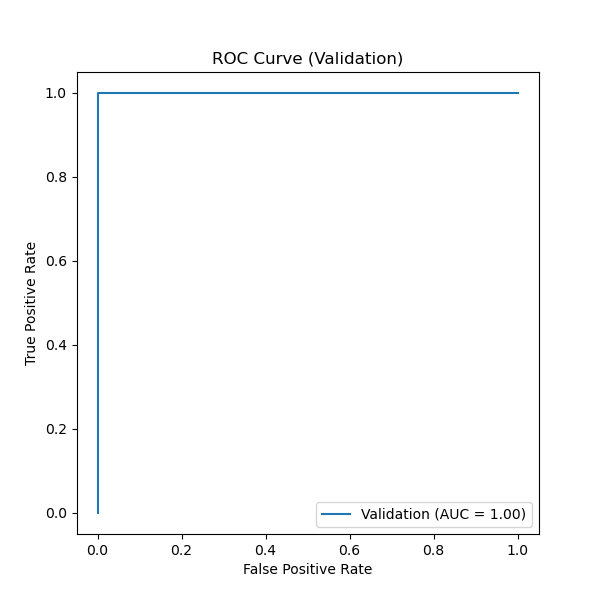 ROC Curve (Validation)
True Positive Rate
1.0
0.8
0.6
0.4
0.2
0.0
Validation (AUC = 1.00)
0.0 0.2 0.4 0.6 0.8 1.0
False Positive Rate